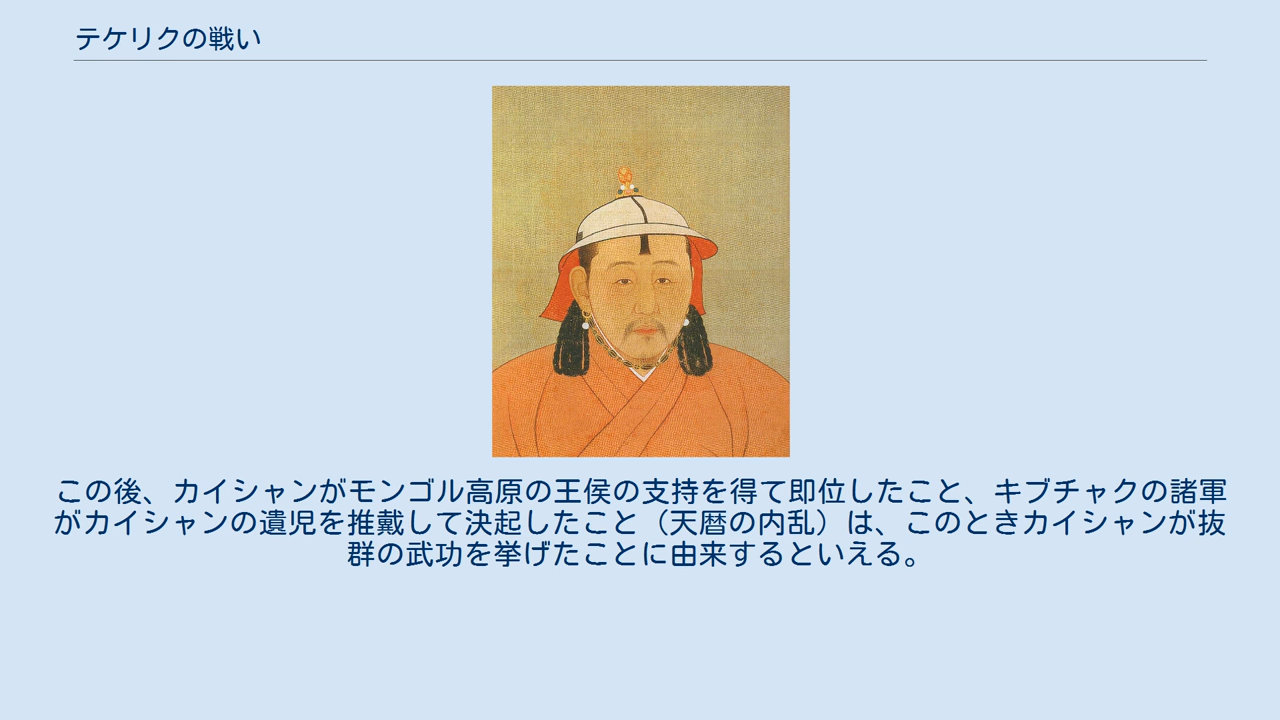 テケリクの戦い
この後、カイシャンがモンゴル高原の王侯の支持を得て即位したこと、キブチャクの諸軍
がカイシャンの遺児を推戴して決起したこと（天暦の内乱）は、このときカイシャンが抜
群の武功を挙げたことに由来するといえる。